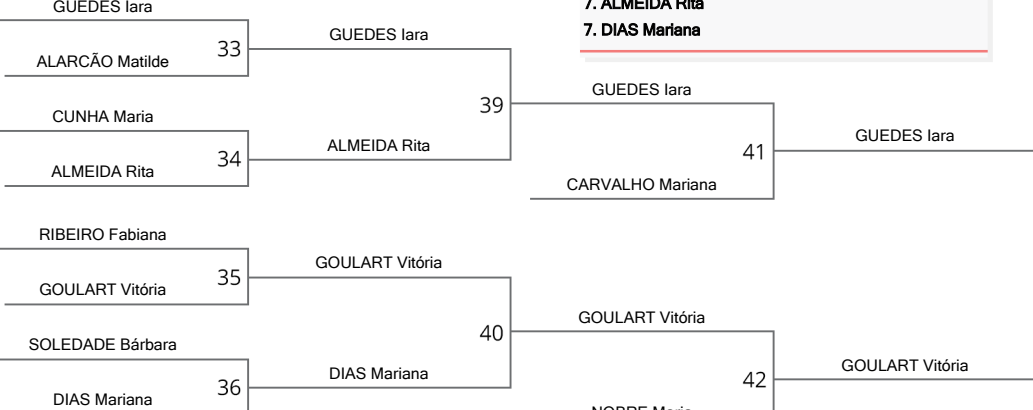 GUEDES Iara
33
ALARCÃO Matilde
CUNHA Maria
34
ALMEIDA Rita
RIBEIRO Fabiana
35
GOULART Vitória
SOLEDADE Bárbara
36
DIAS Mariana
GUEDES Iara
39
ALMEIDA Rita
GOULART Vitória
40
DIAS Mariana
7. ALMEIDA Rita
7. DIAS Mariana
GUEDES Iara
41
CARVALHO Mariana
GOULART Vitória
42
NOBRE Maria
GUEDES Iara
GOULART Vitória